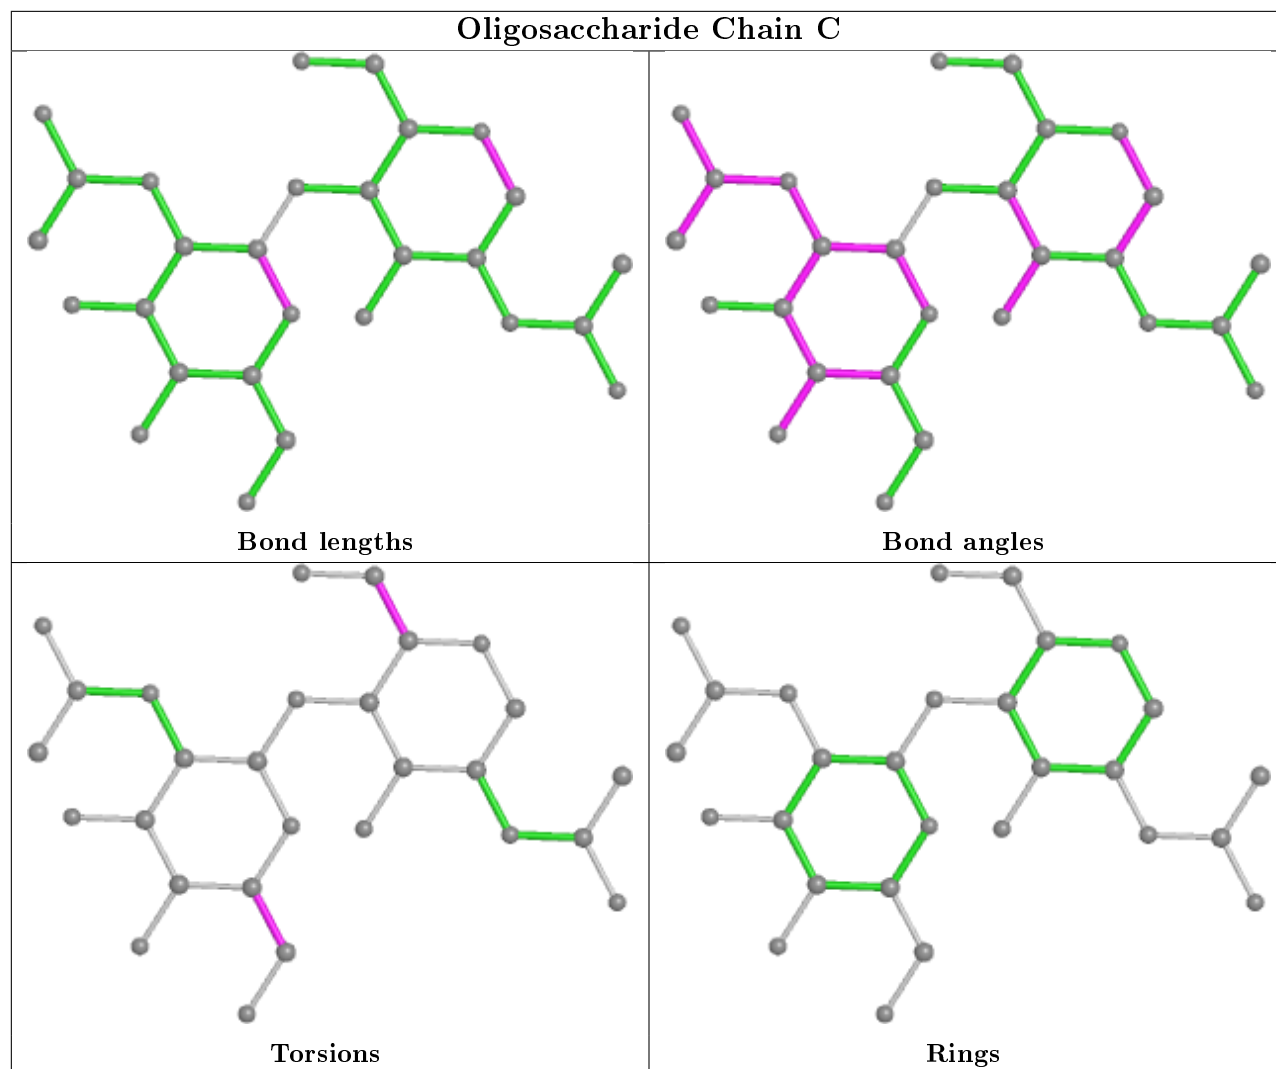 Oligosaccharide Chain C
Bond lengths
Bond angles
Torsions
Rings